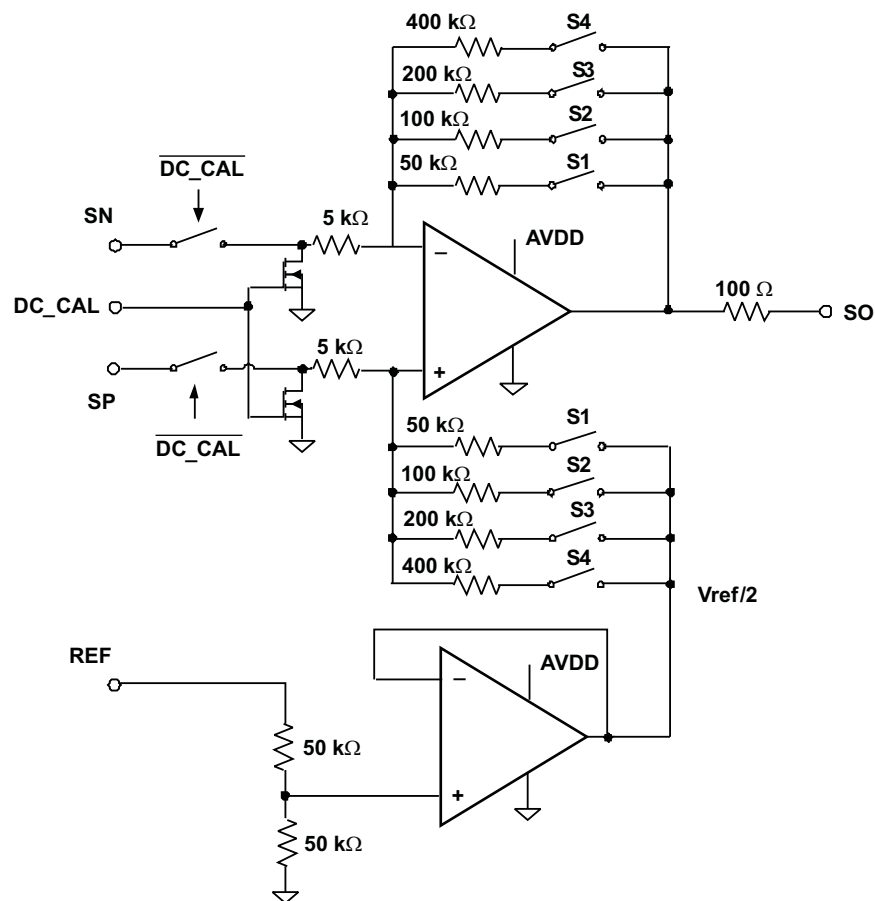 400 kΩ
S4
200 kΩ
S3
100 kΩ
S2
50 kΩ
S1
DC_CAL
SN
5 kΩ
AVDD
−
100 Ω
SO
DC_CAL
5 kΩ
+
SP
DC_CAL
50 kΩ
S1
100 kΩ
S2
200 kΩ
S3
400 kΩ
S4
Vref/2
REF
AVDD
−
50 kΩ
+
50 kΩ